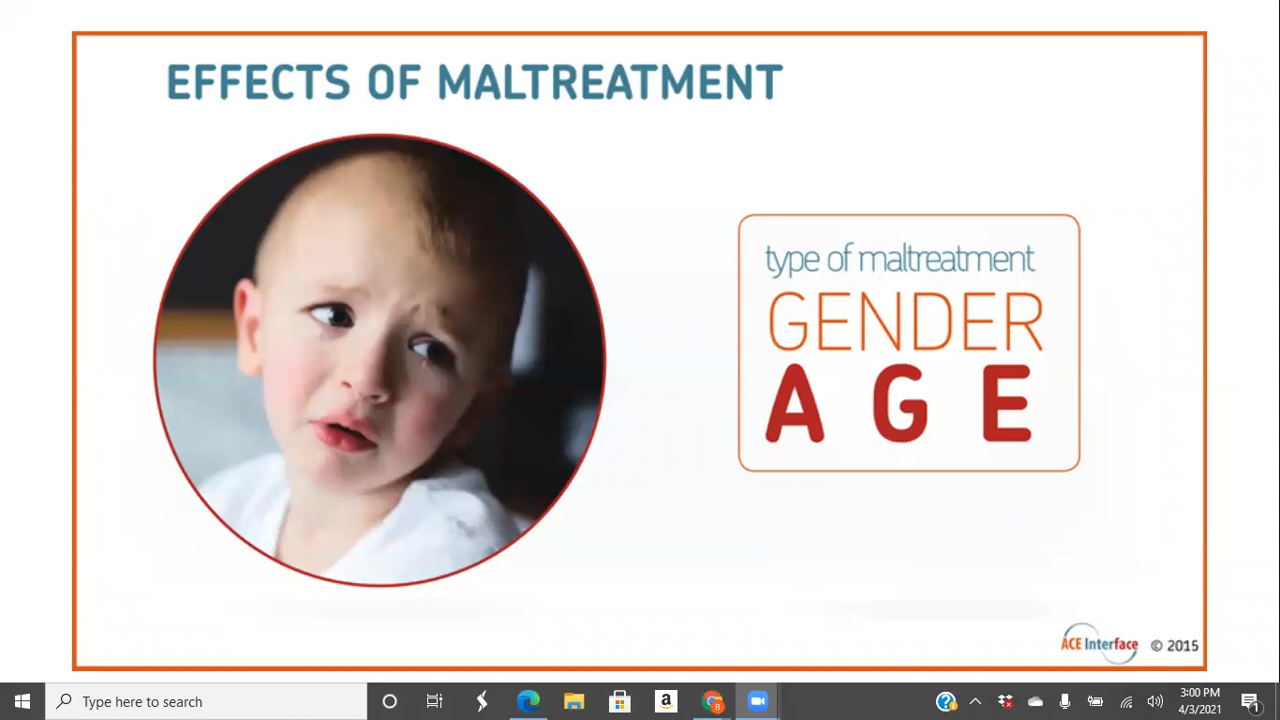 EFFECTS OF MALTREATMENT
type of maltreatment
GENDER
AGE
ACE Interface © 2015
Type here to search
3:00 PM
4/3/2021